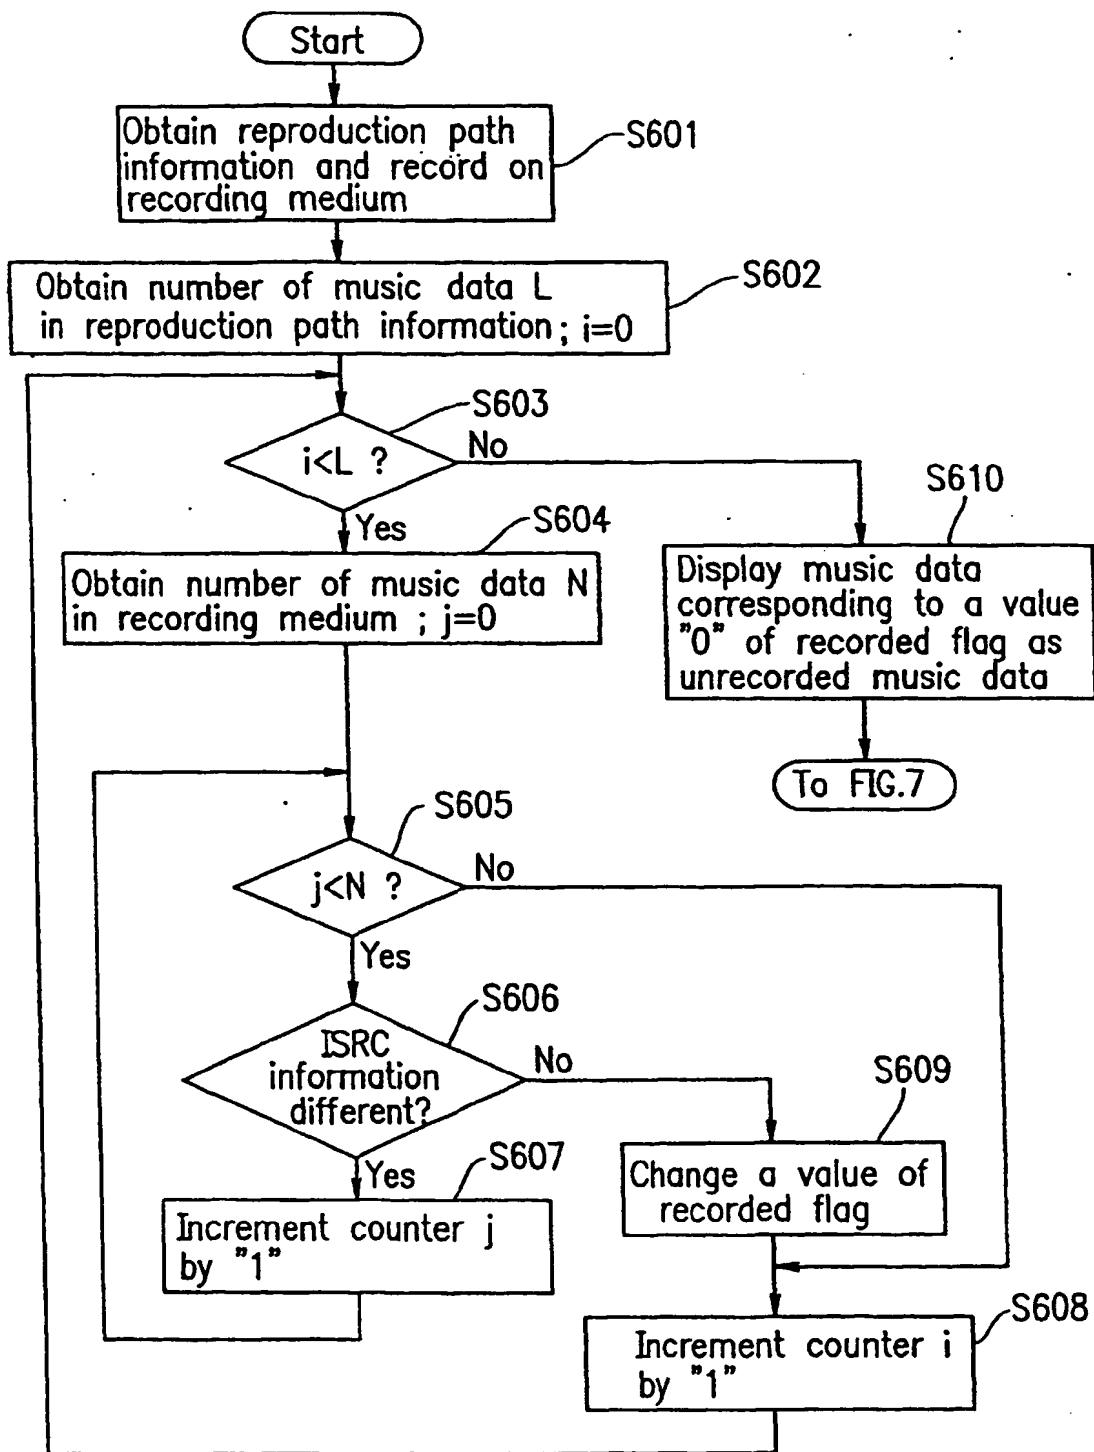 Start
Obtain reproduction path
information and record on
recording medium
S601
Obtain number of music data L
in reproduction path information ; i=0
S602
S603
i<L ?
No
Yes
S604
Obtain number of music data N
in recording medium ; j=0
S610
Display music data
corresponding to a value
"0" of recorded flag as
unrecorded music data
To FIG.7
S605
j<N ?
No
Yes
S606
ISRC
information
different?
No
Yes
S607
Increment counter j
by "1"
S609
Change a value of
recorded flag
S608
Increment counter i
by "1"